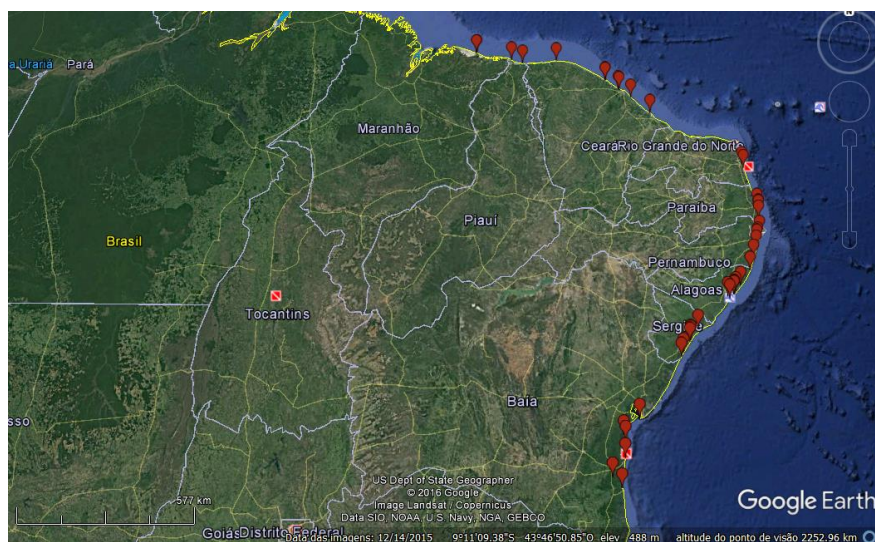 a Urariá Pará
Maranhão
Ceará Rio Grande do Norte
Paraíba
Piauí
Brasil
Pernambuco
Alagoas
Tocantins
Sergipe
Baía
sso
US Dept of State Geographer
© 2016 Google
Image Landsat / Copernicus
Data SIO, NOAA, U.S. Navy, NGA, GEBCO
577 km
Google Earth
Goiás Distrito Federal
Data das imagens: 12/14/2015 9°11'09.38"S 43°46'50.85"O elev 488 m altitude do ponto de visão 2252.96 km